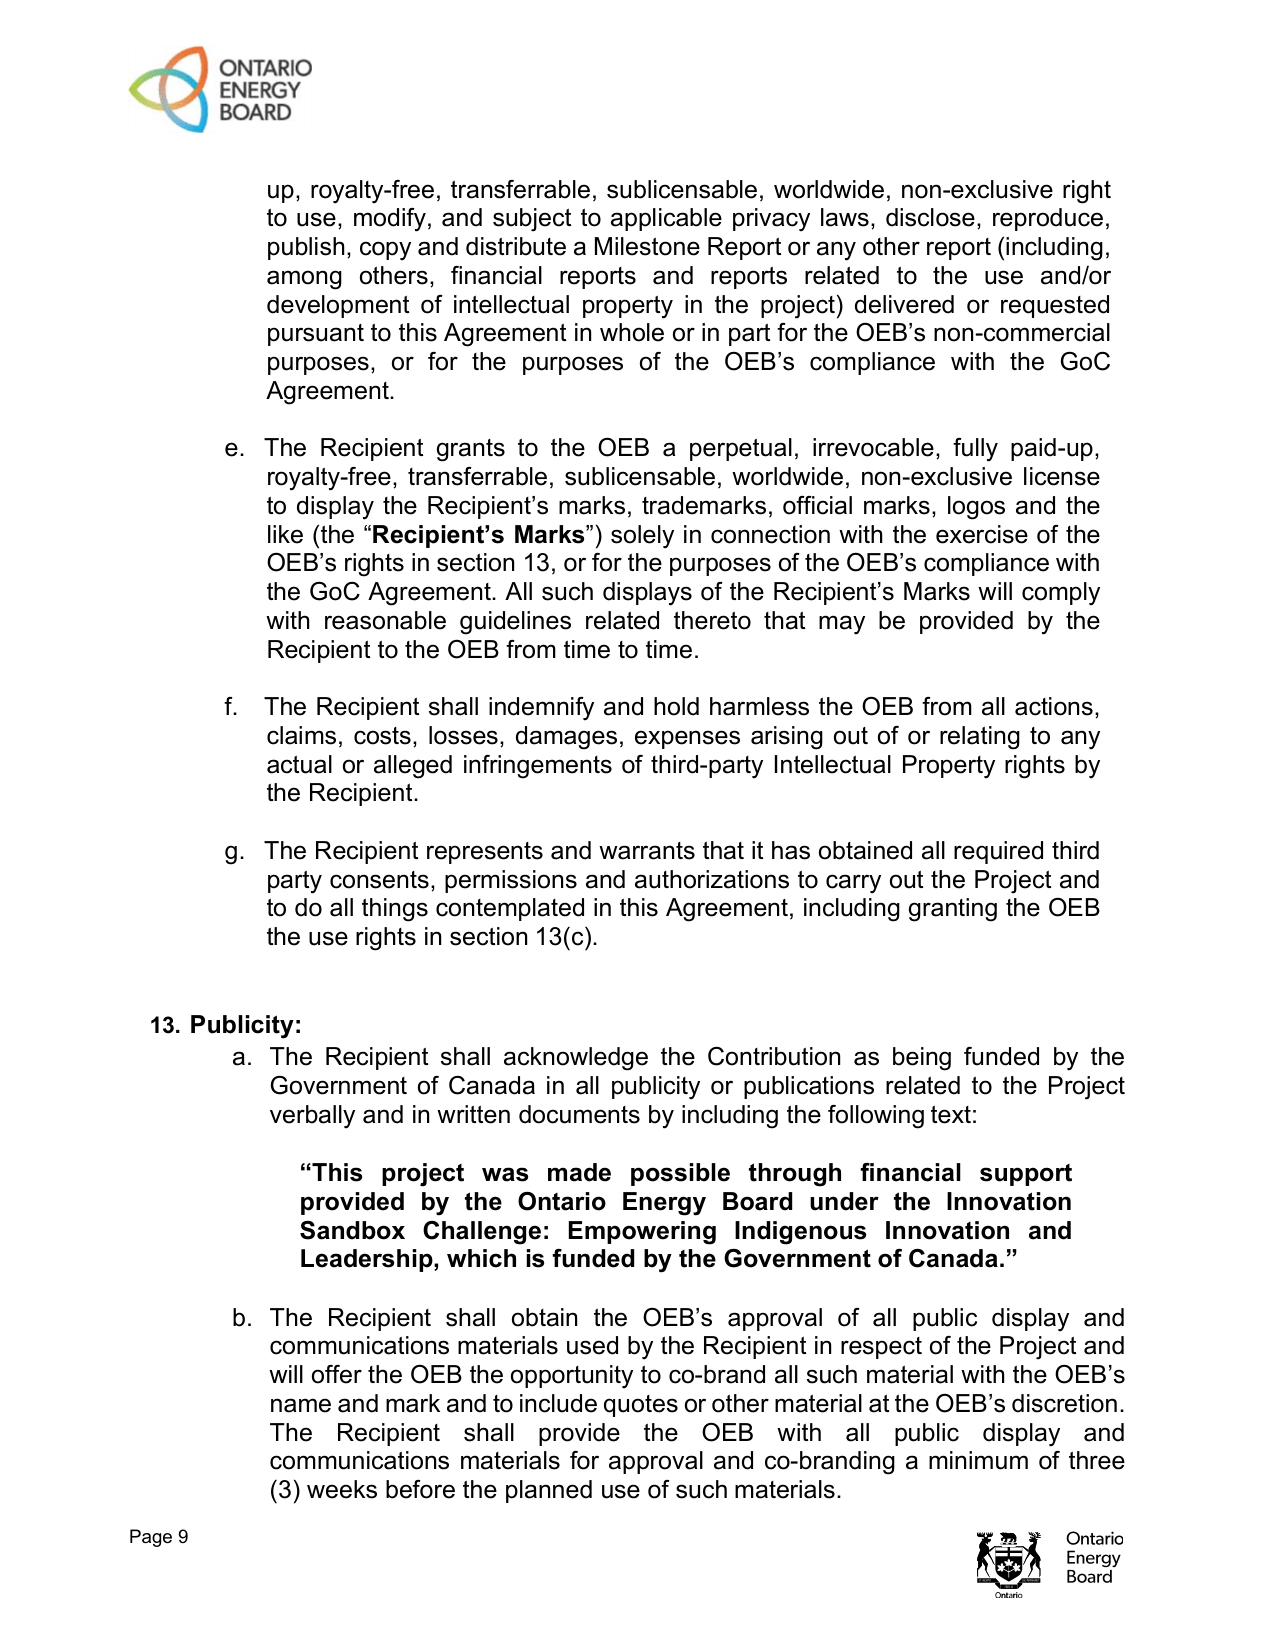 ONTARIO
ENERGY
BOARD
up, royalty-free, transferrable, sublicensable, worldwide, non-exclusive right
to use, modify, and subject to applicable privacy laws, disclose, reproduce,
publish, copy and distribute a Milestone Report or any other report (including,
among others, financial reports and reports related to the use and/or
development of intellectual property in the project) delivered or requested
pursuant to this Agreement in whole or in part for the OEB’s non-commercial
purposes, or for the purposes of the OEB’s compliance with the GoC
Agreement.
e. The Recipient grants to the OEB a perpetual, irrevocable, fully paid-up,
royalty-free, transferrable, sublicensable, worldwide, non-exclusive license
to display the Recipient’s marks, trademarks, official marks, logos and the
like (the “Recipient’s Marks”) solely in connection with the exercise of the
OEB’s rights in section 13, or for the purposes of the OEB’s compliance with
the GoC Agreement. All such displays of the Recipient’s Marks will comply
with reasonable guidelines related thereto that may be provided by the
Recipient to the OEB from time to time.
f. The Recipient shall indemnify and hold harmless the OEB from all actions,
claims, costs, losses, damages, expenses arising out of or relating to any
actual or alleged infringements of third-party Intellectual Property rights by
the Recipient.
g. The Recipient represents and warrants that it has obtained all required third
party consents, permissions and authorizations to carry out the Project and
to do all things contemplated in this Agreement, including granting the OEB
the use rights in section 13(c).
13. Publicity:
a. The Recipient shall acknowledge the Contribution as being funded by the
Government of Canada in all publicity or publications related to the Project
verbally and in written documents by including the following text:
“This project was made possible through financial support
provided by the Ontario Energy Board under the Innovation
Sandbox Challenge: Empowering Indigenous Innovation and
Leadership, which is funded by the Government of Canada.”
b. The Recipient shall obtain the OEB’s approval of all public display and
communications materials used by the Recipient in respect of the Project and
will offer the OEB the opportunity to co-brand all such material with the OEB’s
name and mark and to include quotes or other material at the OEB’s discretion.
The Recipient shall provide the OEB with all public display and
communications materials for approval and co-branding a minimum of three
(3) weeks before the planned use of such materials.
Page 9
Ontario
Ontario
Energy
Board